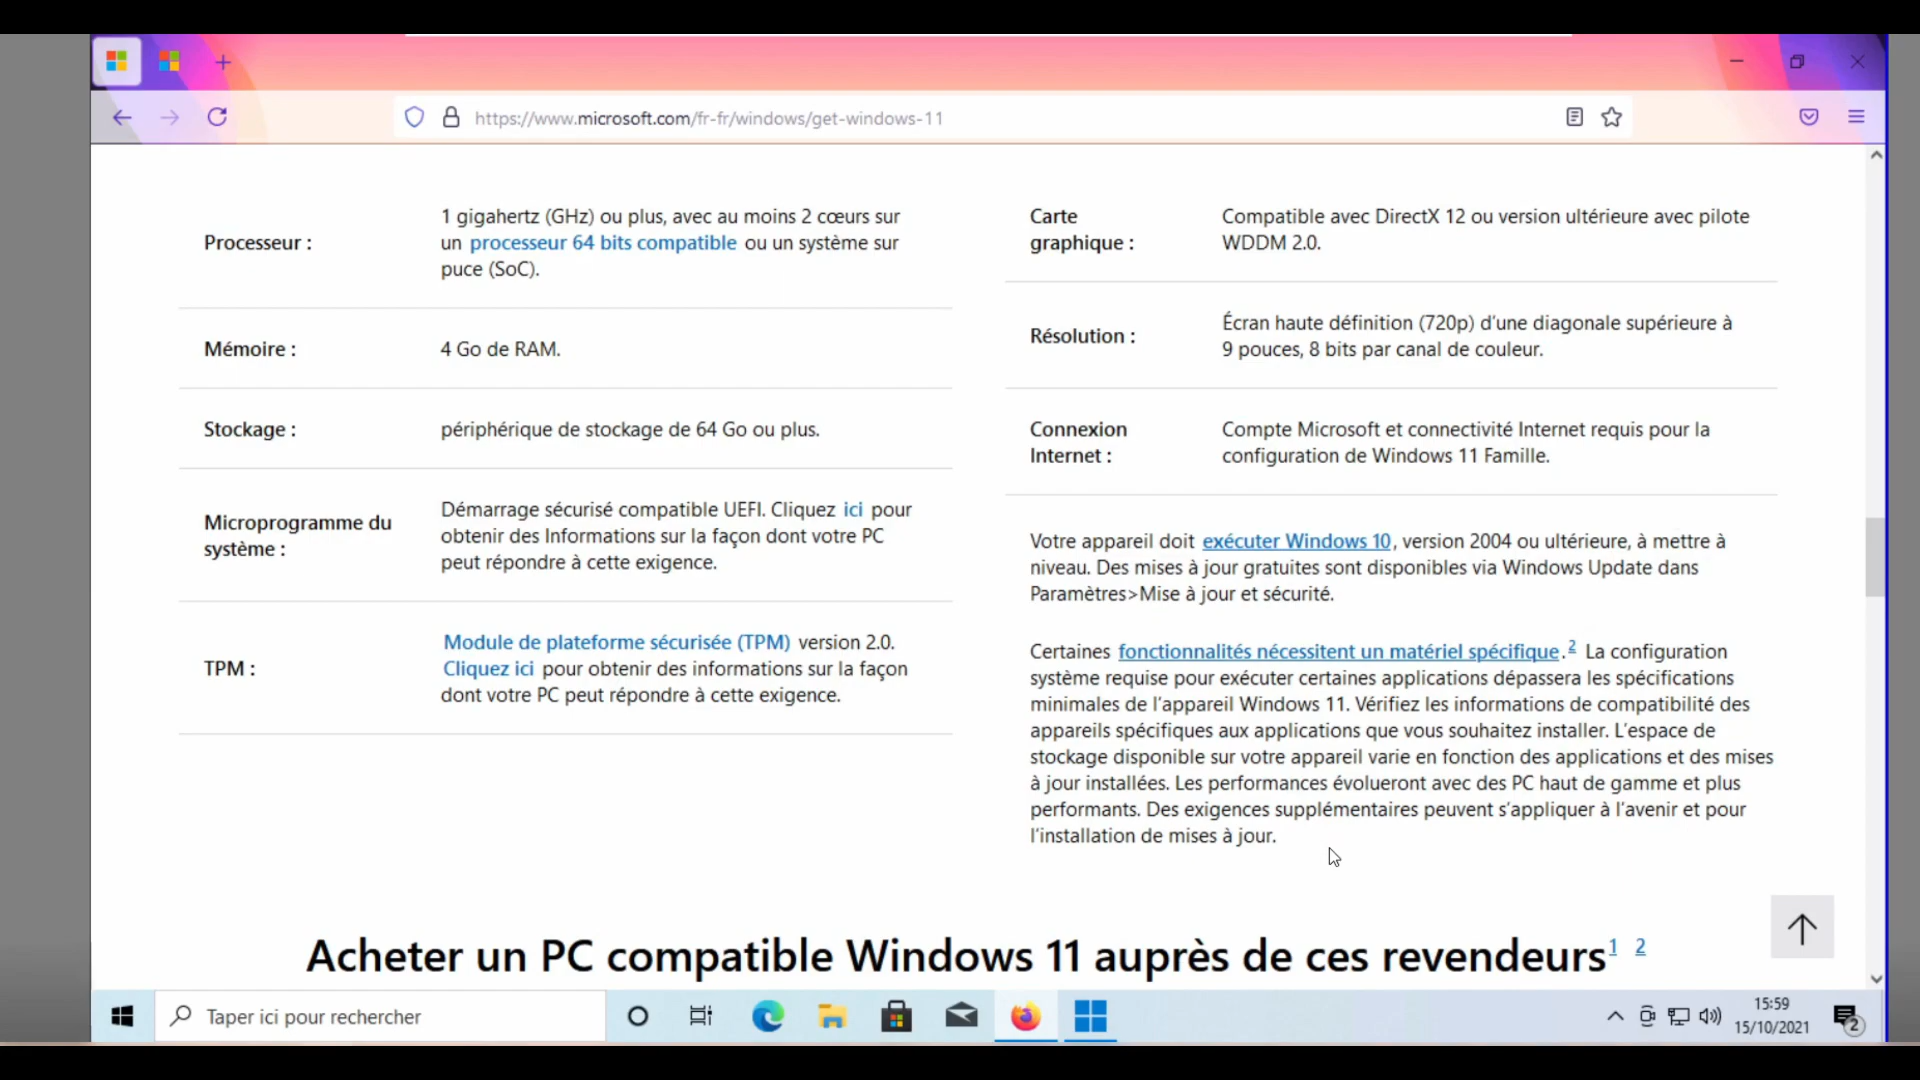 https://www.microsoft.com/fr-fr/windows/get-windows-11
Processeur :
1 gigahertz (GHz) ou plus, avec au moins 2 cœurs sur
un processeur 64 bits compatible ou un système sur
puce (SoC).
Mémoire :
4 Go de RAM.
Stockage :
périphérique de stockage de 64 Go ou plus.
Microprogramme du
système :
Démarrage sécurisé compatible UEFI. Cliquez ici pour
obtenir des Informations sur la façon dont votre PC
peut répondre à cette exigence.
TPM :
Module de plateforme sécurisée (TPM) version 2.0.
Cliquez ici pour obtenir des informations sur la façon
dont votre PC peut répondre à cette exigence.
Carte
graphique :
Compatible avec DirectX 12 ou version ultérieure avec pilote
WDDM 2.0.
Résolution :
Écran haute définition (720p) d’une diagonale supérieure à
9 pouces, 8 bits par canal de couleur.
Connexion
Internet :
Compte Microsoft et connectivité Internet requis pour la
configuration de Windows 11 Famille.
Votre appareil doit exécuter Windows 10, version 2004 ou ultérieure, à mettre à
niveau. Des mises à jour gratuites sont disponibles via Windows Update dans
Paramètres>Mise à jour et sécurité.
Certaines fonctionnalités nécessitent un matériel spécifique.2 La configuration
système requise pour exécuter certaines applications dépassera les spécifications
minimales de l’appareil Windows 11. Vérifiez les informations de compatibilité des
appareils spécifiques aux applications que vous souhaitez installer. L’espace de
stockage disponible sur votre appareil varie en fonction des applications et des mises
à jour installées. Les performances évolueront avec des PC haut de gamme et plus
performants. Des exigences supplémentaires peuvent s’appliquer à l’avenir et pour
l’installation de mises à jour.
Acheter un PC compatible Windows 11 auprès de ces revendeurs1 2
Taper ici pour rechercher
15:59
15/10/2021
2